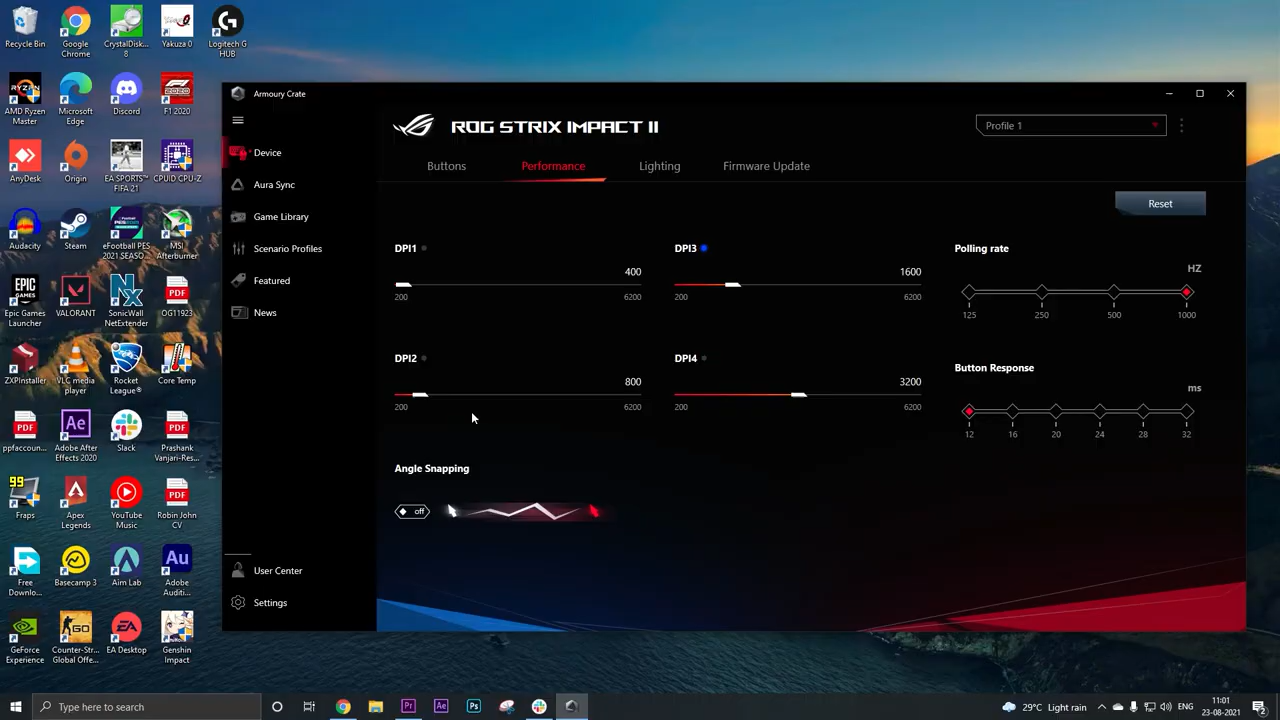 Recycle Bin
Google Chrome
CrystalDisk... 8
Yakuza 0
Logitech G HUB
AMD Ryzen Master
Microsoft Edge
Discord
F1 2020
AnyDesk
Origin
EA SPORTS™ FIFA 21
CPUID CPU-Z
Audacity
Steam
eFootball PES 2021 SEASO...
MSI Afterburner
Epic Games Launcher
VALORANT
SonicWall NetExtender
OG11923
ZXPInstaller
VLC media player
Rocket League®
Core Temp
ppfaccoun...
Adobe After Effects 2020
Slack
Prashank Vanjari-Res...
Fraps
Apex Legends
YouTube Music
Robin John CV
Free Downlo...
Basecamp 3
Aim Lab
Adobe Auditi...
GeForce Experience
Counter-Str... Global Offe...
EA Desktop
Genshin Impact
Armoury Crate
Device
Aura Sync
Game Library
Scenario Profiles
Featured
News
User Center
Settings
ROG STRIX IMPACT II
Profile 1
Buttons
Performance
Lighting
Firmware Update
Reset
DPI1
400
200
6200
DPI3
1600
200
6200
Polling rate
HZ
125
250
500
1000
DPI2
800
200
6200
DPI4
3200
200
6200
Button Response
ms
12
16
20
24
28
32
Angle Snapping
off
Type here to search
29°C Light rain
ENG
11:01
23-08-2021
2